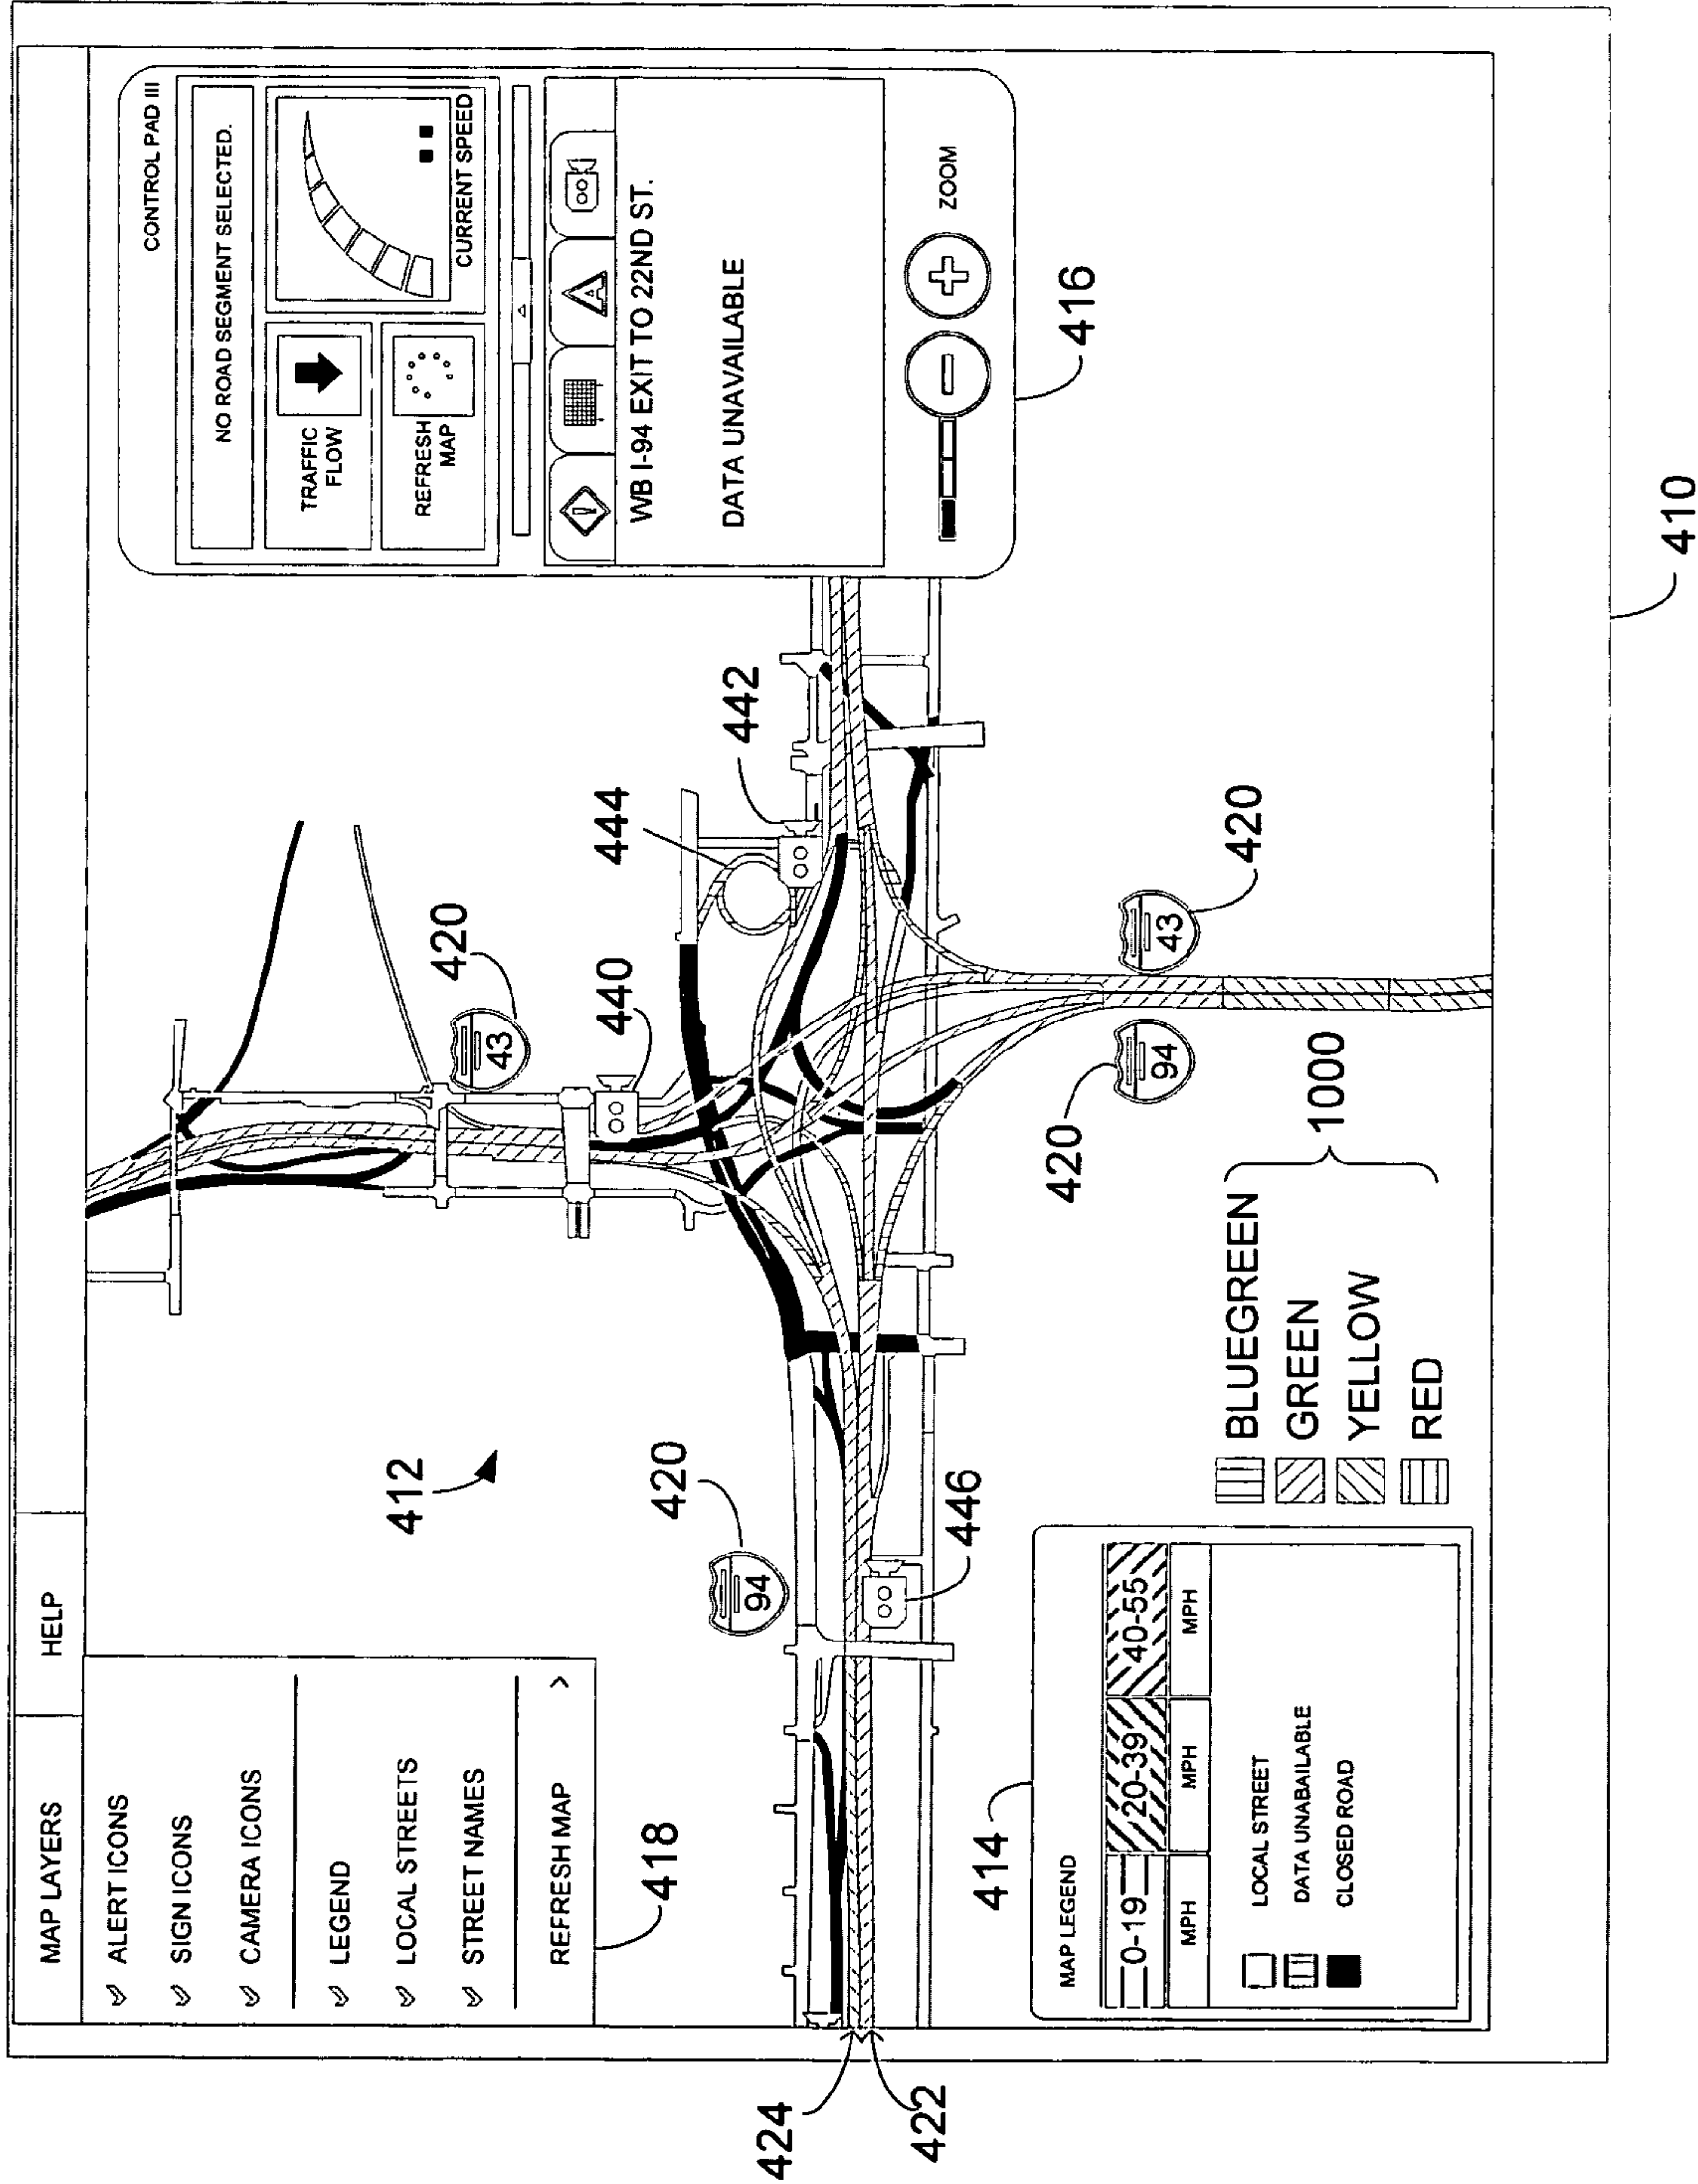 MAP LAYERS
HELP
ALERT ICONS
SIGN ICONS
CAMERA ICONS
LEGEND
LOCAL STREETS
STREET NAMES
REFRESH MAP >
418
412
420
43
420
440
444
442
420
94
446
424
422
CONTROL PAD III
NO ROAD SEGMENT SELECTED.
TRAFFIC
FLOW
REFRESH
MAP
CURRENT SPEED
WB I-94 EXIT TO 22ND ST.
DATA UNAVAILABLE
ZOOM
416
414
MAP LEGEND
0-19
20-39
40-55
MPH
MPH
MPH
LOCAL STREET
DATA UNABAILABLE
CLOSED ROAD
BLUEGREEN
GREEN
YELLOW
RED
1000
420
94
43
420
410